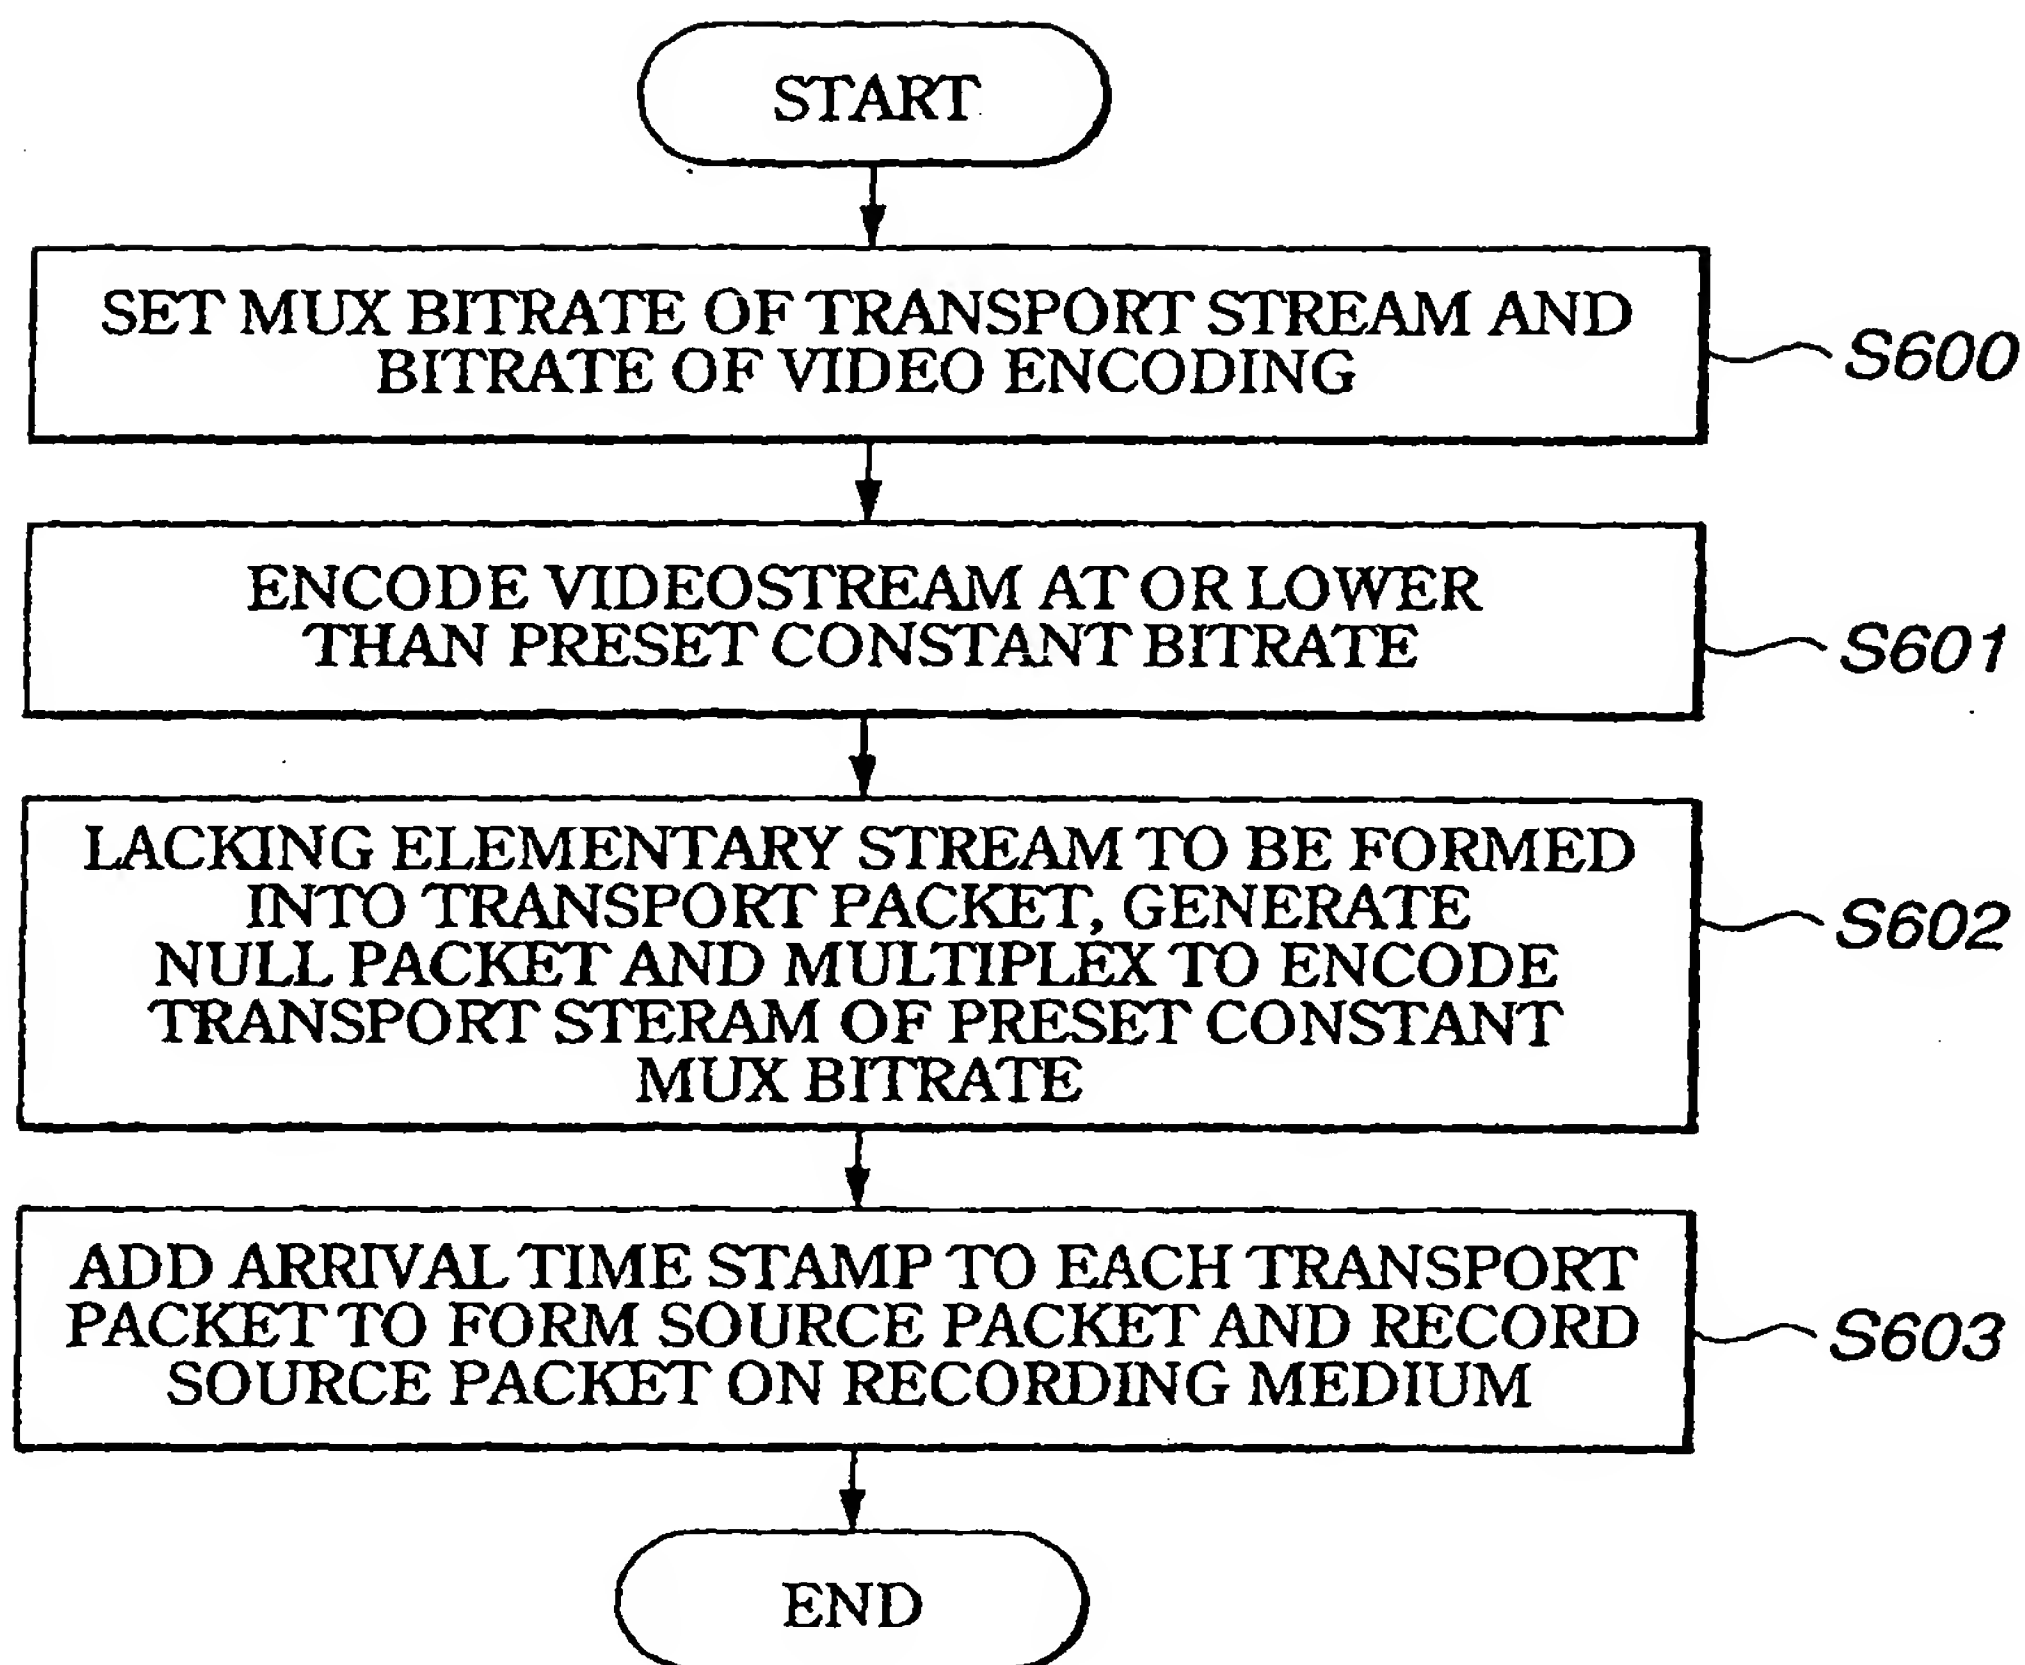 START
SET MUX BITRATE OF TRANSPORT STREAM AND
BITRATE OF VIDEO ENCODING
S600
ENCODE VIDEOSTREAM AT OR LOWER
THAN PRESET CONSTANT BITRATE
S601
LACKING ELEMENTARY STREAM TO BE FORMED
INTO TRANSPORT PACKET, GENERATE
NULL PACKET AND MULTIPLEX TO ENCODE
TRANSPORT STERAM OF PRESET CONSTANT
MUX BITRATE
S602
ADD ARRIVAL TIME STAMP TO EACH TRANSPORT
PACKET TO FORM SOURCE PACKET AND RECORD
SOURCE PACKET ON RECORDING MEDIUM
S603
END